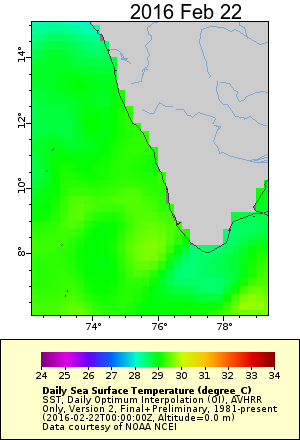 2016 Feb 22
14°
12°
10°
8°
74° 76° 78°
24 25 26 27 28 29 30 31 32 33 34
Daily Sea Surface Temperature (degree_C)
SST, Daily Optimum Interpolation (OI), AVHRR
Only, Version 2, Final+Preliminary, 1981-present
(2016-02-22T00:00:00Z, Altitude=0.0 m)
Data courtesy of NOAA NCEI